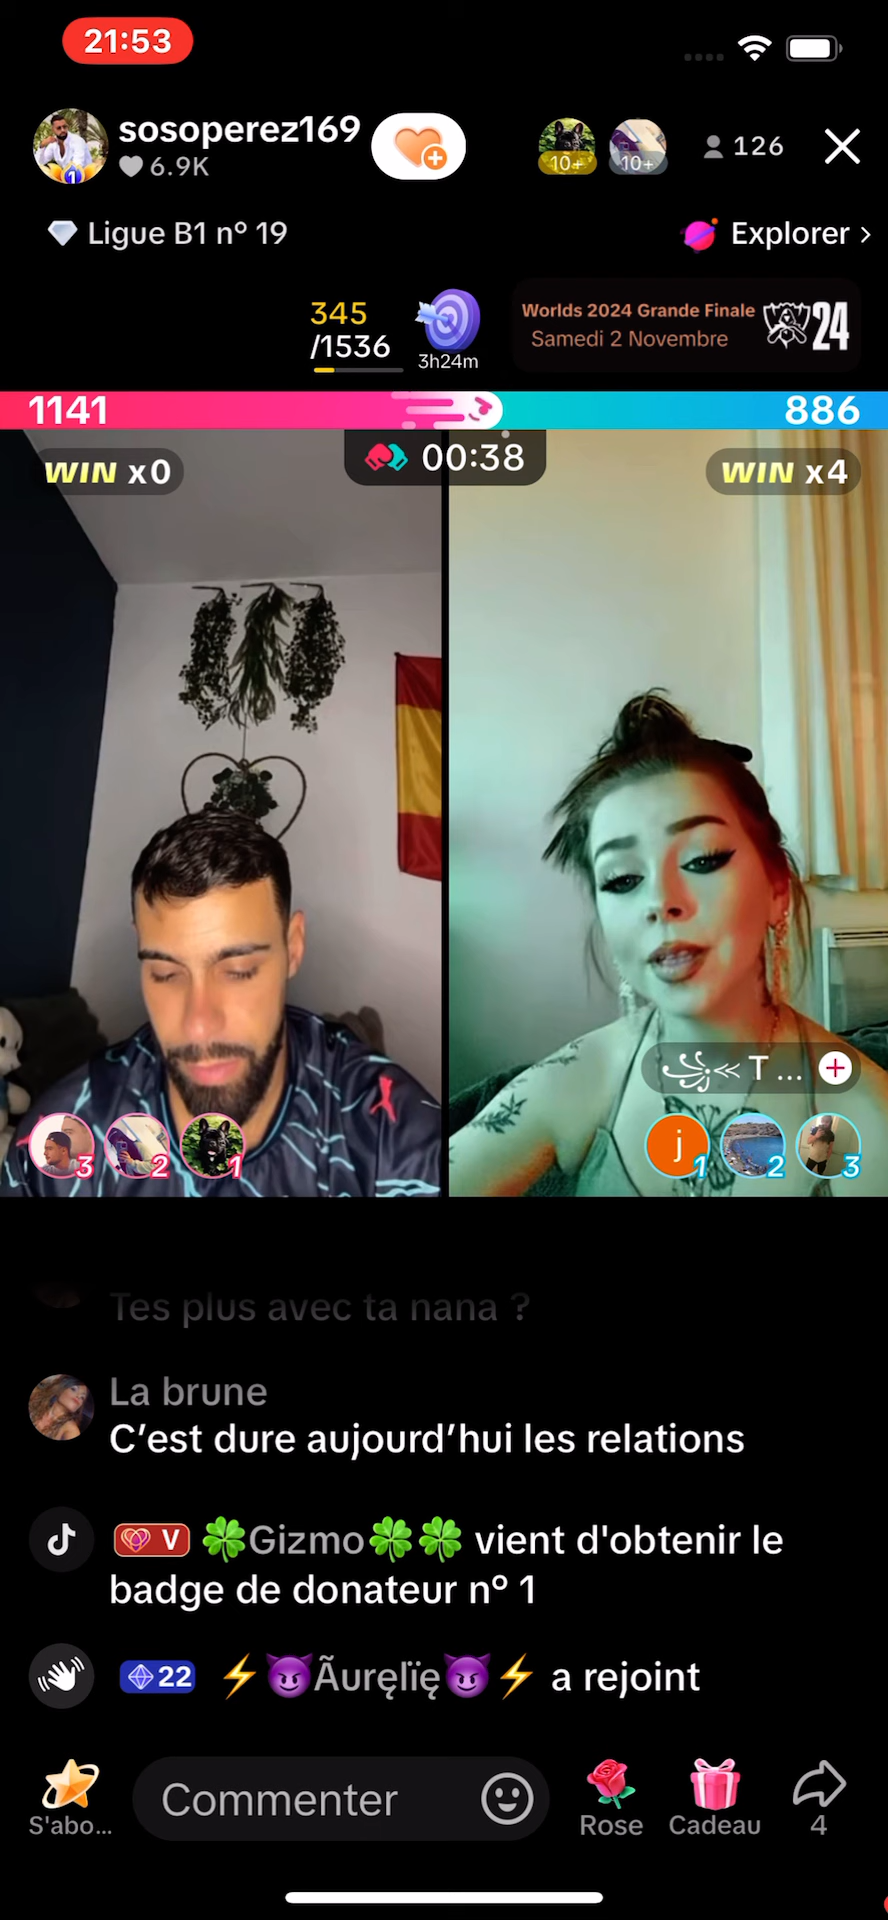 21:53
sosoperez169
6.9K
1
10+
10+
126
Ligue B1 n° 19
Explorer >
345
/1536
3h24m
Worlds 2024 Grande Finale
Samedi 2 Novembre
24
1141
886
WIN x0
00:38
WIN x4
T ...
3
2
1
j
1
2
3
Tes plus avec ta nana ?
La brune
C’est dure aujourd’hui les relations
V 🍀Gizmo🍀🍀 vient d'obtenir le
badge de donateur n° 1
22 ⚡😈Ãuręlïę😈⚡ a rejoint
Commenter
S'abo...
Rose
Cadeau
4